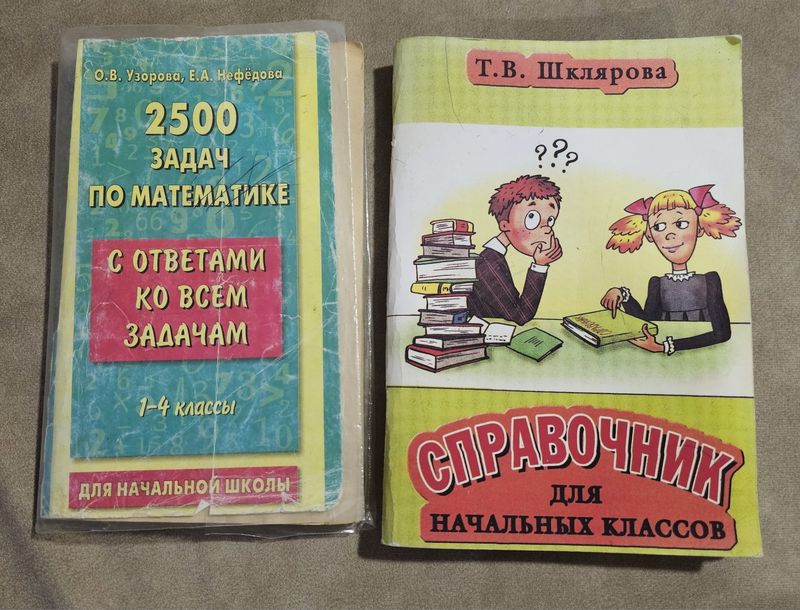 О.В. Узорова, Е.А. Нефёдова
2500
ЗАДАЧ
ПО МАТЕМАТИКЕ
С ОТВЕТАМИ
КО ВСЕМ
ЗАДАЧАМ
1-4 классы
ДЛЯ НАЧАЛЬНОЙ ШКОЛЫ
Т.В. Шклярова
???
СПРАВОЧНИК
ДЛЯ
НАЧАЛЬНЫХ КЛАССОВ